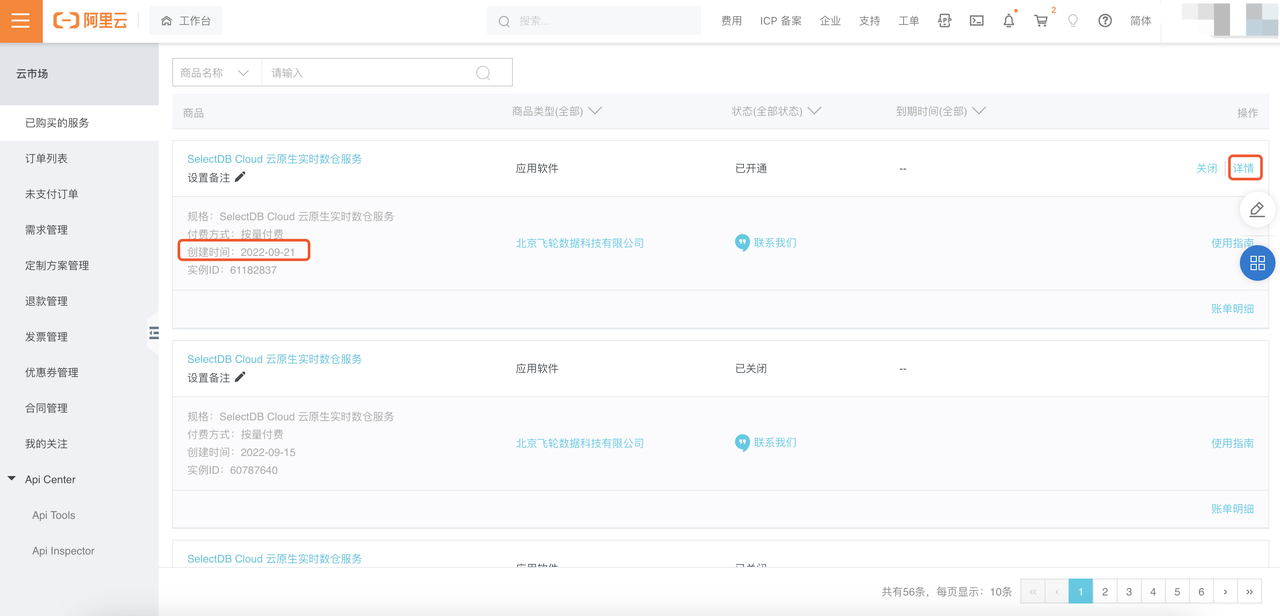 阿里云
工作台
搜索...
费用
ICP 备案
企业
支持
工单
2
简体
云市场
已购买的服务
订单列表
未支付订单
需求管理
定制方案管理
退款管理
发票管理
优惠券管理
合同管理
我的关注
Api Center
Api Tools
Api Inspector
商品名称
请输入
商品
商品类型(全部)
状态(全部状态)
到期时间(全部)
操作
SelectDB Cloud 云原生实时数仓服务
设置备注
应用软件
已开通
--
关闭
详情
规格：SelectDB Cloud 云原生实时数仓服务
付费方式：按量付费
创建时间：2022-09-21
实例ID：61182837
北京飞轮数据科技有限公司
联系我们
使用指南
账单明细
SelectDB Cloud 云原生实时数仓服务
设置备注
应用软件
已关闭
--
规格：SelectDB Cloud 云原生实时数仓服务
付费方式：按量付费
创建时间：2022-09-15
实例ID：60787640
北京飞轮数据科技有限公司
联系我们
使用指南
账单明细
SelectDB Cloud 云原生实时数仓服务
应用软件
已关闭
共有56条，每页显示：10条
« ‹ 1 2 3 4 5 6 › »